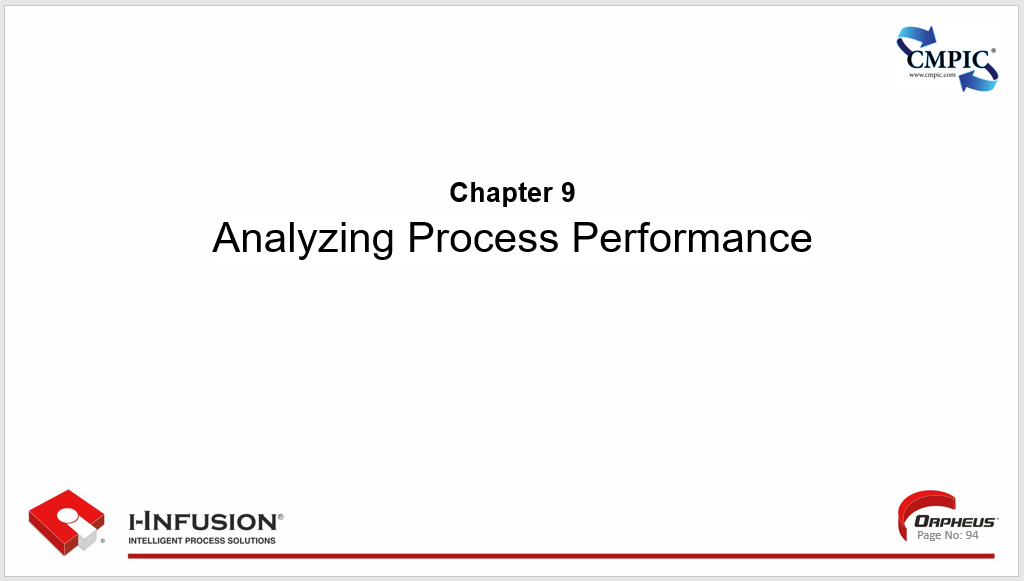 CMPIC®
www.cmpic.com
Chapter 9
Analyzing Process Performance
I-INFUSION®
INTELLIGENT PROCESS SOLUTIONS
®
ORPHEUS™
Page No: 94